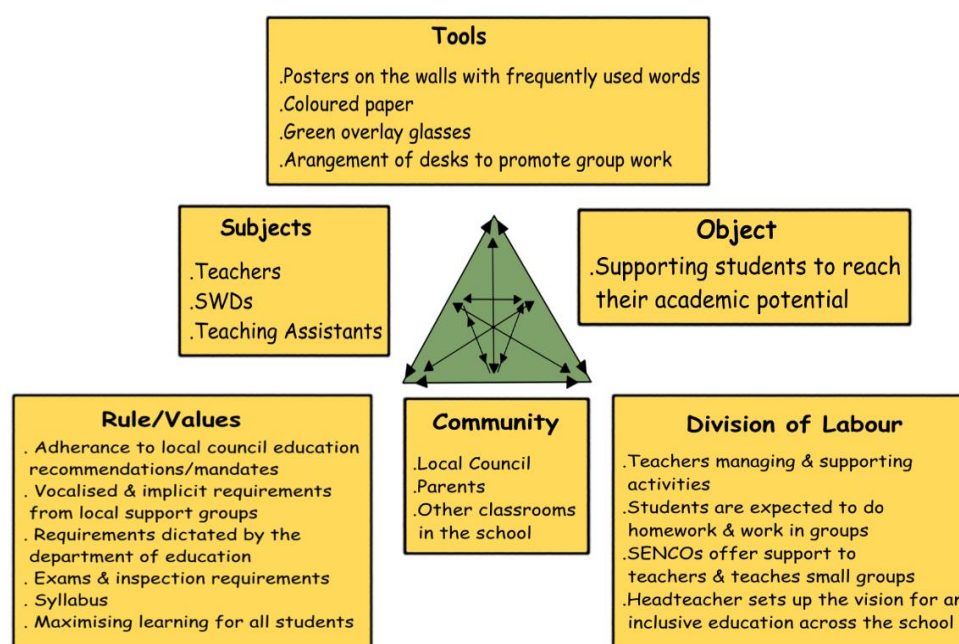 Tools
.Posters on the walls with frequently used words
.Coloured paper
.Green overlay glasses
.Arangement of desks to promote group work
Subjects
.Teachers
.SWDs
.Teaching Assistants
Object
.Supporting students to reach
their academic potential
Rule/Values
. Adherance to local council education
recommendations/mandates
. Vocalised & implicit requirements
from local support groups
. Requirements dictated by the
department of education
. Exams & inspection requirements
. Syllabus
. Maximising learning for all students
Community
.Local Council
.Parents
.Other classrooms
in the school
Division of Labour
.Teachers managing & supporting
activities
.Students are expected to do
homework & work in groups
.SENCOs offer support to
teachers & teaches small groups
.Headteacher sets up the vision for an
inclusive education across the school